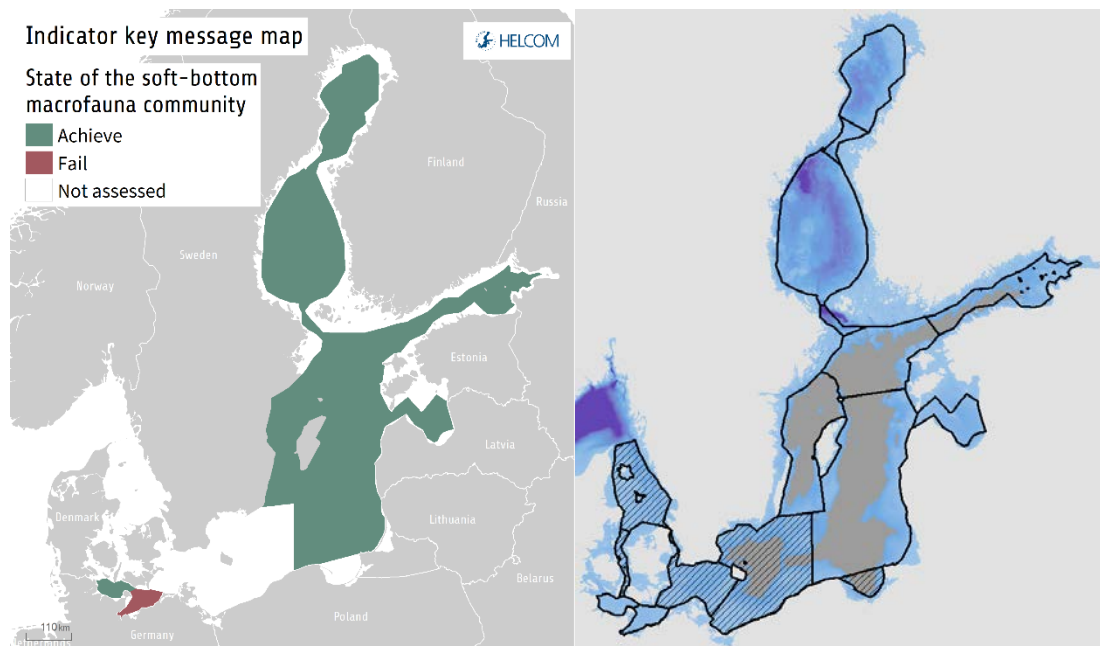 Indicator key message map
HELCOM
State of the soft-bottom
macrofauna community
Achieve
Fail
Not assessed
Finland
Russia
Sweden
Norway
Estonia
Latvia
Denmark
Lithuania
Belarus
Poland
110km
Germany
Netherlands